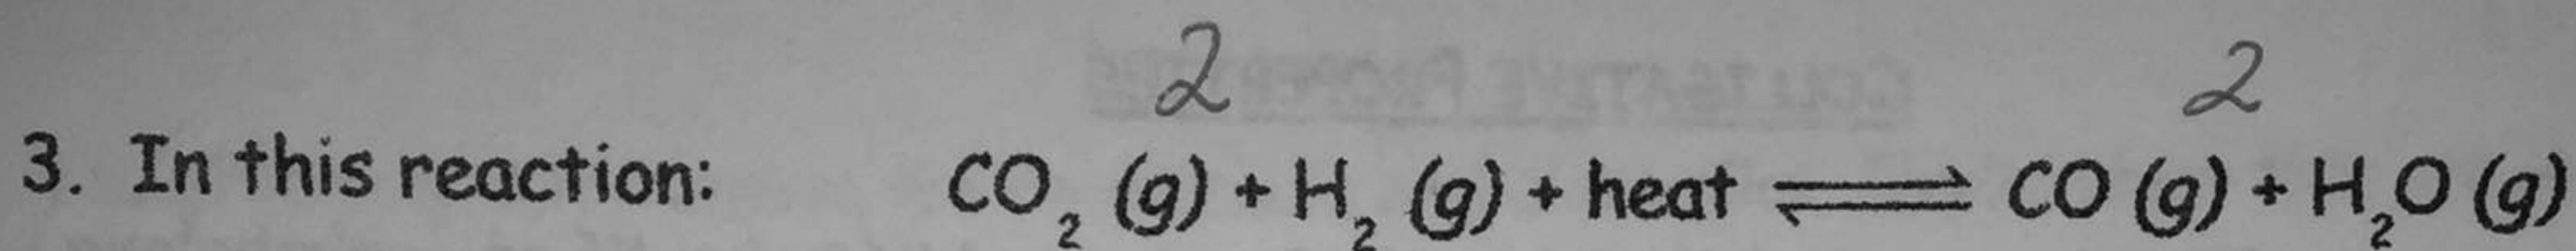 2 2
3. In this reaction: CO₂ (g) + H₂ (g) + heat ⇌ CO (g) + H₂O (g)